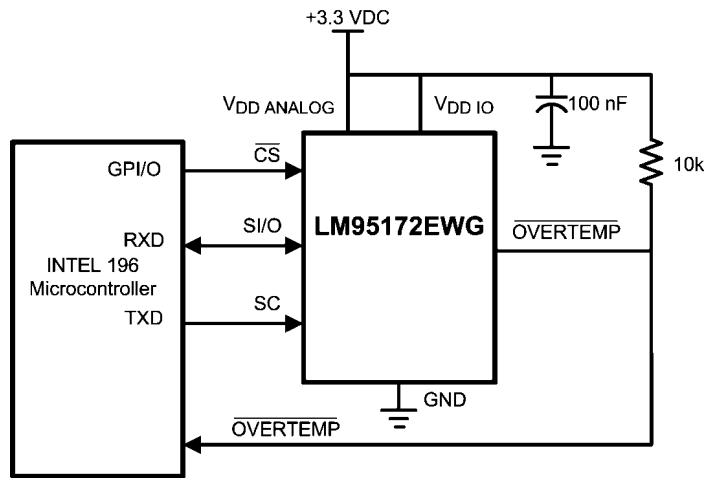 +3.3 VDC
VDD ANALOG
VDD IO
100 nF
GPI/O
CS
10k
LM95172EWG
OVERTEMP
RXD
SI/O
INTEL 196
Microcontroller
TXD
SC
GND
OVERTEMP